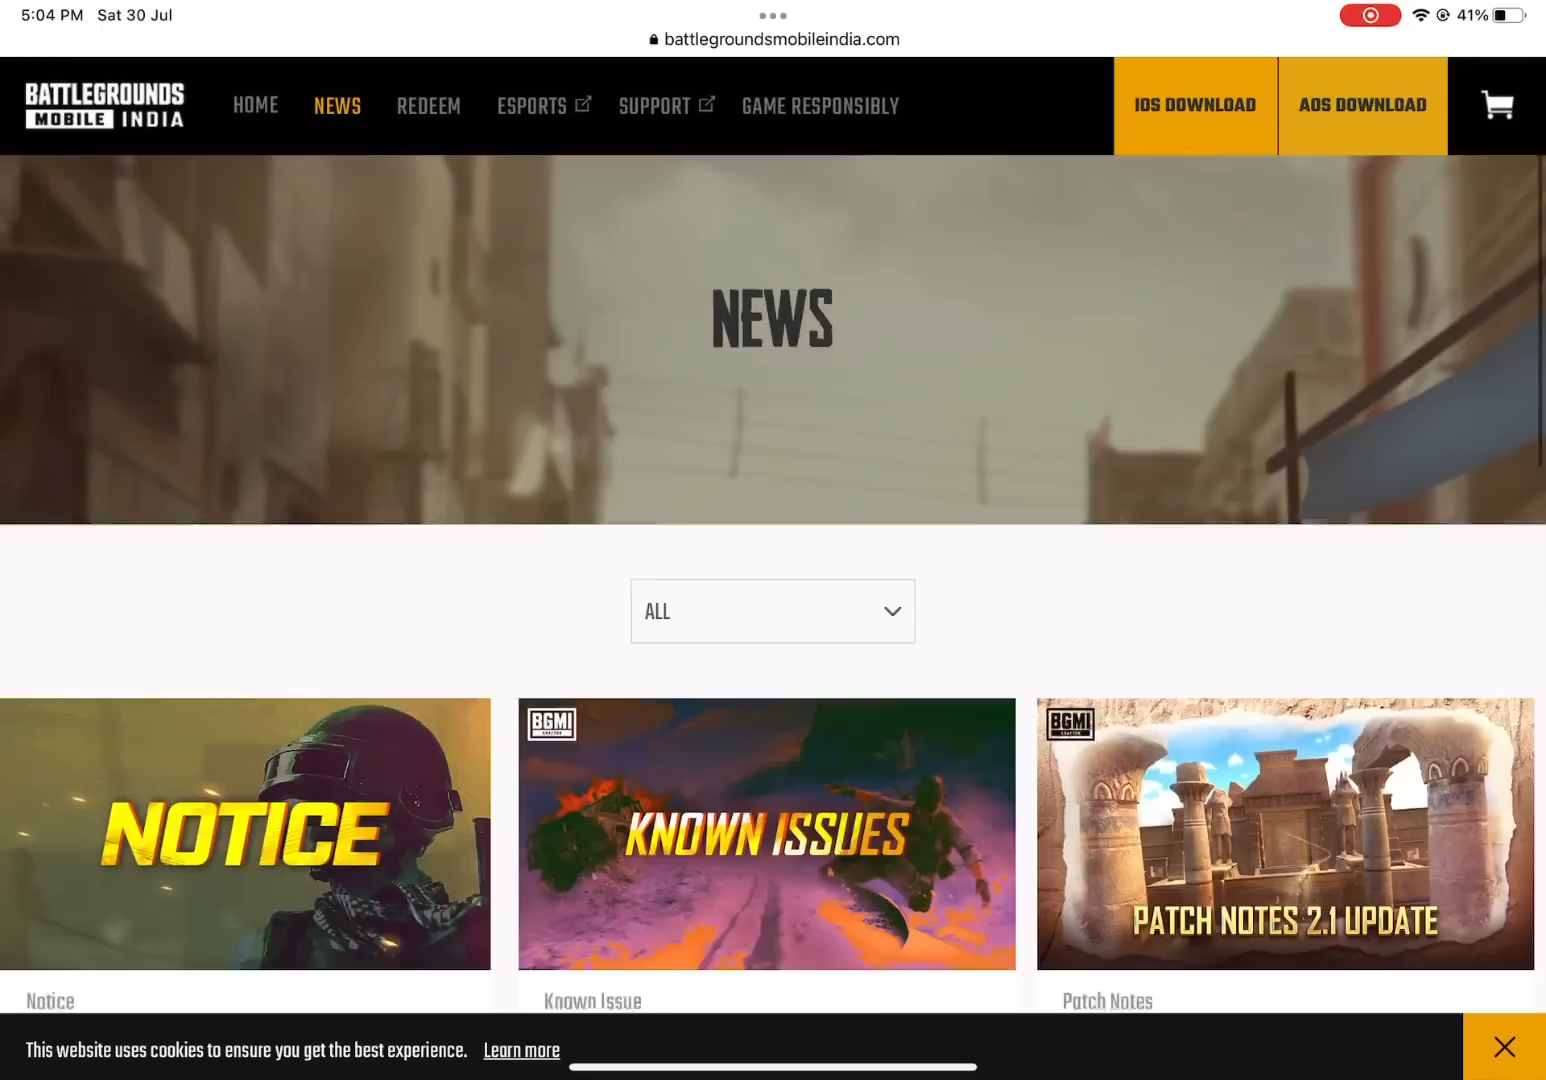 5:04 PM Sat 30 Jul
41%
battlegroundsmobileindia.com
BATTLEGROUNDS
MOBILE INDIA
HOME
NEWS
REDEEM
ESPORTS
SUPPORT
GAME RESPONSIBLY
IOS DOWNLOAD
AOS DOWNLOAD
NEWS
ALL
NOTICE
BGMI
KRAFTON
KNOWN ISSUES
BGMI
KRAFTON
PATCH NOTES 2.1 UPDATE
Notice
Known Issue
Patch Notes
This website uses cookies to ensure you get the best experience. Learn more